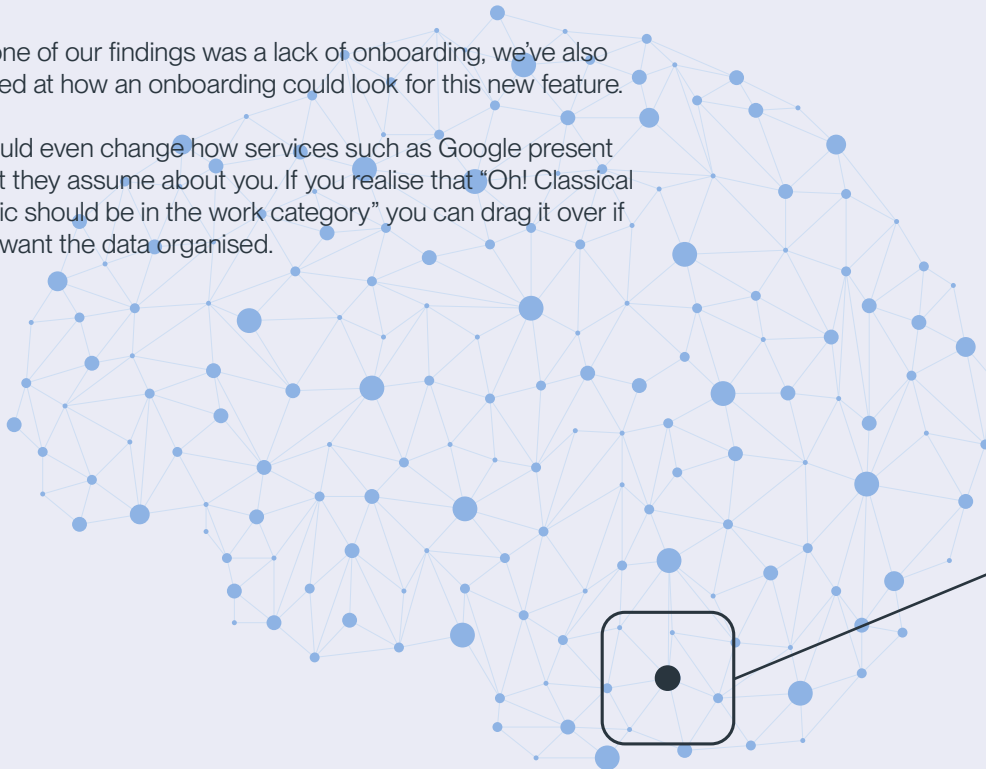 one of our findings was a lack of onboarding, we’ve also
ed at how an onboarding could look for this new feature.
uld even change how services such as Google present
t they assume about you. If you realise that “Oh! Classical
ic should be in the work category” you can drag it over if
want the data organised.